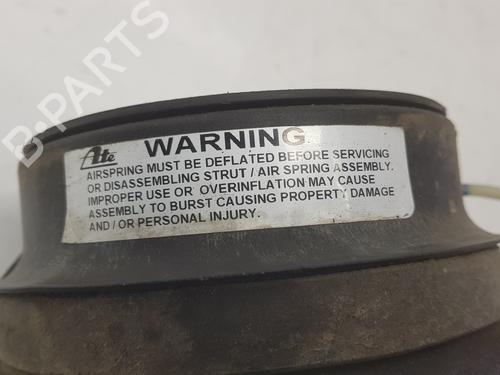 B-PARTS
Ate WARNING
AIRSPRING MUST BE DEFLATED BEFORE SERVICING
OR DISASSEMBLING STRUT / AIR SPRING ASSEMBLY.
IMPROPER USE OR OVERINFLATION MAY CAUSE
ASSEMBLY TO BURST CAUSING PROPERTY DAMAGE
AND / OR PERSONAL INJURY.